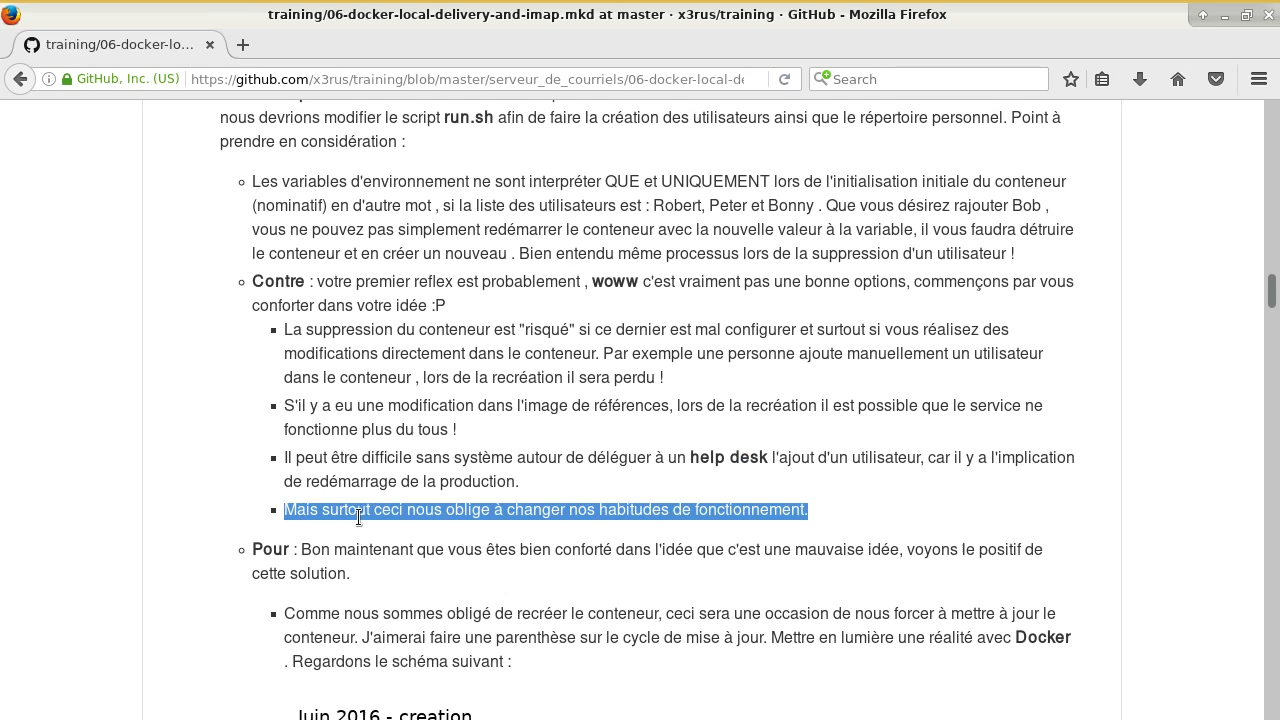 training/06-docker-local-delivery-and-imap.mkd at master · x3rus/training · GitHub - Mozilla Firefox
training/06-docker-lo...
GitHub, Inc. (US)
https://github.com/x3rus/training/blob/master/serveur_de_courriels/06-docker-local-de
Search
nous devrions modifier le script run.sh afin de faire la création des utilisateurs ainsi que le répertoire personnel. Point à
prendre en considération :
Les variables d'environnement ne sont interpréter QUE et UNIQUEMENT lors de l'initialisation initiale du conteneur
(nominatif) en d'autre mot , si la liste des utilisateurs est : Robert, Peter et Bonny . Que vous désirez rajouter Bob ,
vous ne pouvez pas simplement redémarrer le conteneur avec la nouvelle valeur à la variable, il vous faudra détruire
le conteneur et en créer un nouveau . Bien entendu même processus lors de la suppression d'un utilisateur !
Contre : votre premier reflex est probablement , woww c'est vraiment pas une bonne options, commençons par vous
conforter dans votre idée :P
La suppression du conteneur est "risqué" si ce dernier est mal configurer et surtout si vous réalisez des
modifications directement dans le conteneur. Par exemple une personne ajoute manuellement un utilisateur
dans le conteneur , lors de la recréation il sera perdu !
S'il y a eu une modification dans l'image de références, lors de la recréation il est possible que le service ne
fonctionne plus du tous !
Il peut être difficile sans système autour de déléguer à un help desk l'ajout d'un utilisateur, car il y a l'implication
de redémarrage de la production.
Mais surtout ceci nous oblige à changer nos habitudes de fonctionnement.
Pour : Bon maintenant que vous êtes bien conforté dans l'idée que c'est une mauvaise idée, voyons le positif de
cette solution.
Comme nous sommes obligé de recréer le conteneur, ceci sera une occasion de nous forcer à mettre à jour le
conteneur. J'aimerai faire une parenthèse sur le cycle de mise à jour. Mettre en lumière une réalité avec Docker
. Regardons le schéma suivant :
Juin 2016 - creation